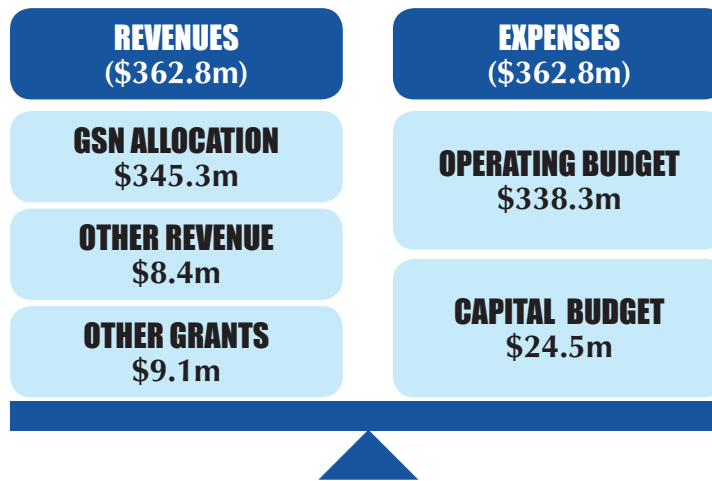 REVENUES
($362.8m)
GSN ALLOCATION
$345.3m
OTHER REVENUE
$8.4m
OTHER GRANTS
$9.1m
EXPENSES
($362.8m)
OPERATING BUDGET
$338.3m
CAPITAL BUDGET
$24.5m